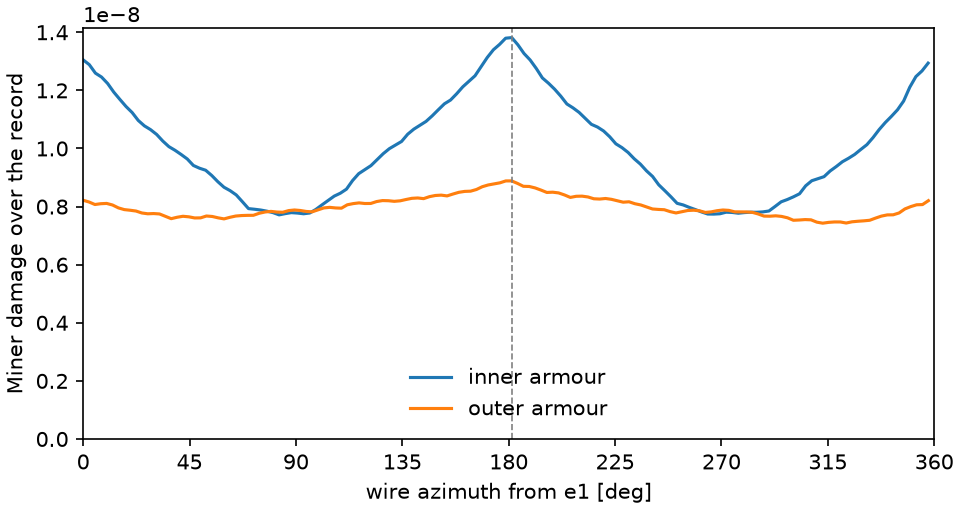 1e−8
Miner damage over the record
1.4
1.2
1.0
0.8
0.6
0.4
0.2
0.0
inner armour
outer armour
0 45 90 135 180 225 270 315 360
wire azimuth from e1 [deg]